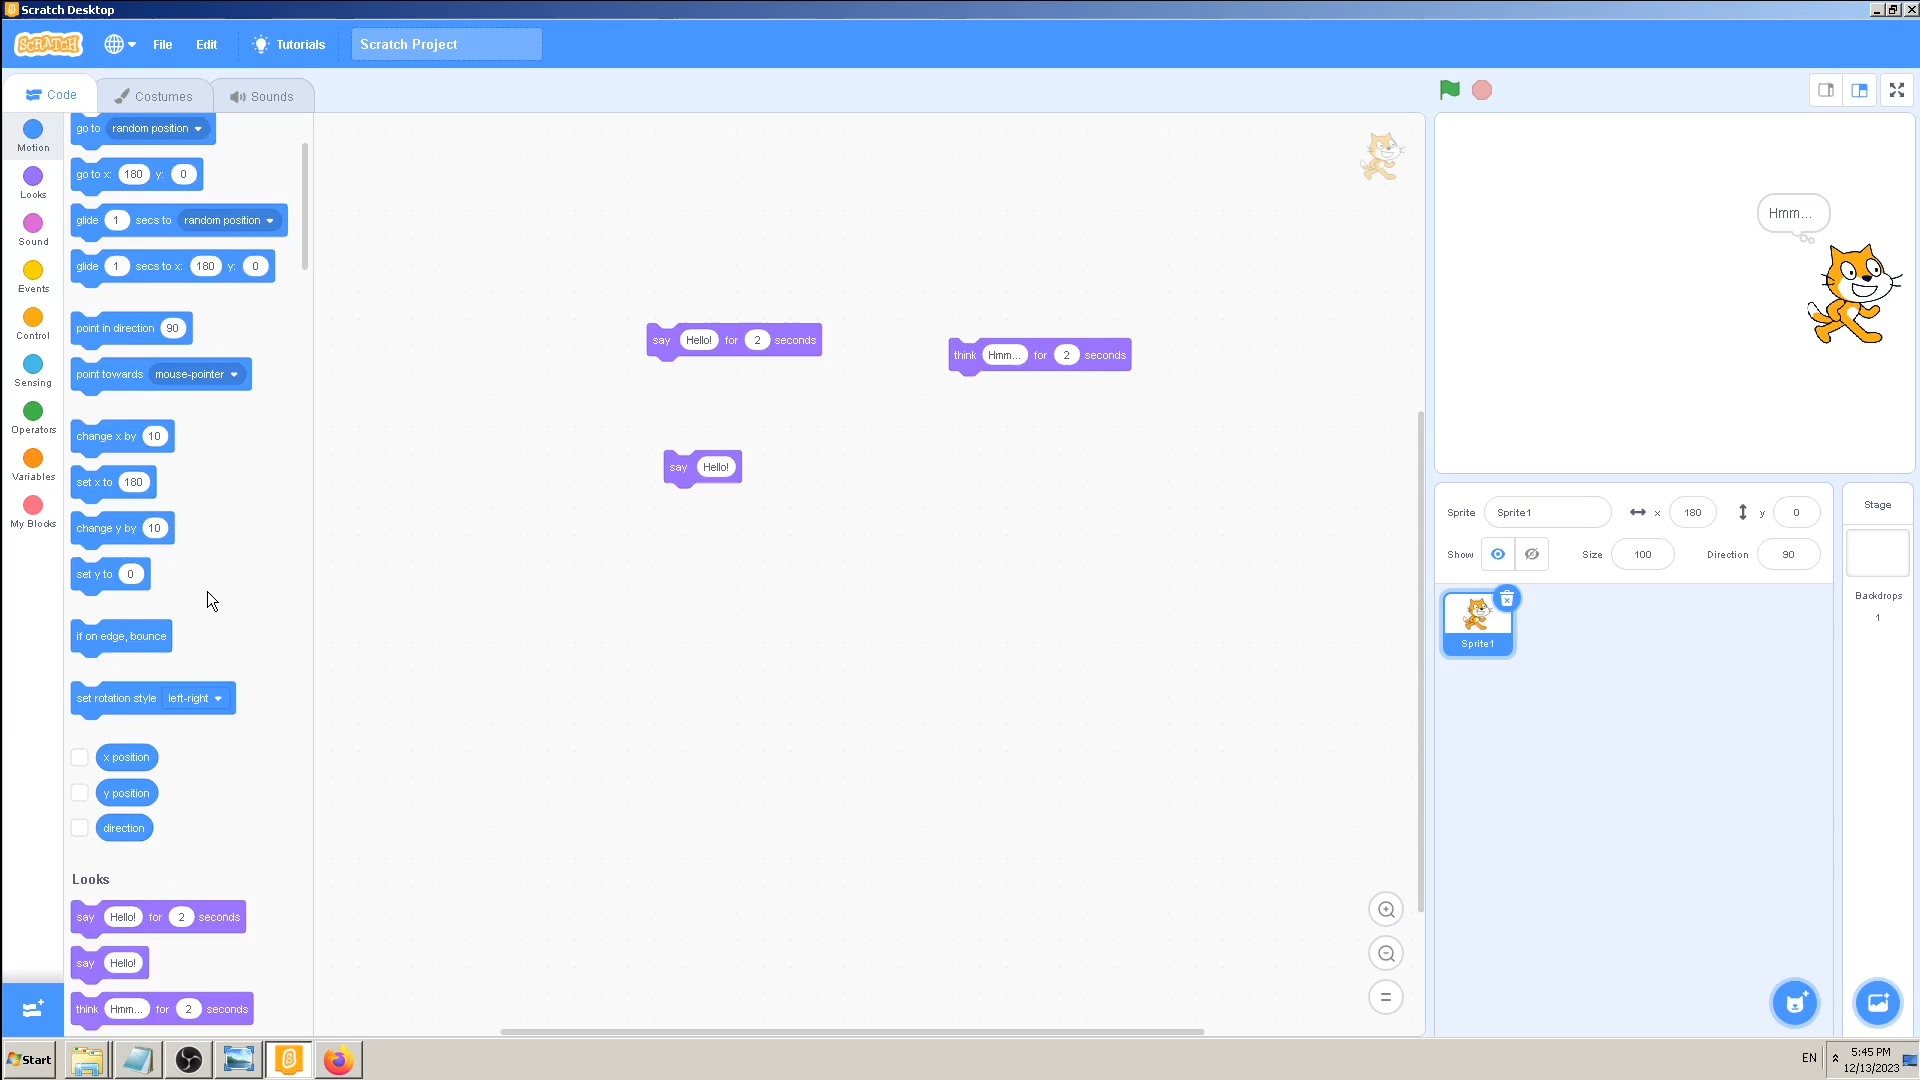 Scratch Desktop
SCRATCH
File
Edit
Tutorials
Scratch Project
Code
Costumes
Sounds
Motion
Looks
Sound
Events
Control
Sensing
Operators
Variables
My Blocks
go to random position
go to x: 180 y: 0
glide 1 secs to random position
glide 1 secs to x: 180 y: 0
point in direction 90
point towards mouse-pointer
change x by 10
set x to 180
change y by 10
set y to 0
if on edge, bounce
set rotation style left-right
x position
y position
direction
Looks
say Hello! for 2 seconds
say Hello!
think Hmm... for 2 seconds
say Hello! for 2 seconds
think Hmm... for 2 seconds
say Hello!
Hmm...
Sprite Sprite1 x 180 y 0
Show Size 100 Direction 90
Sprite1
Stage
Backdrops
1
Start
EN
5:45 PM
12/13/2023